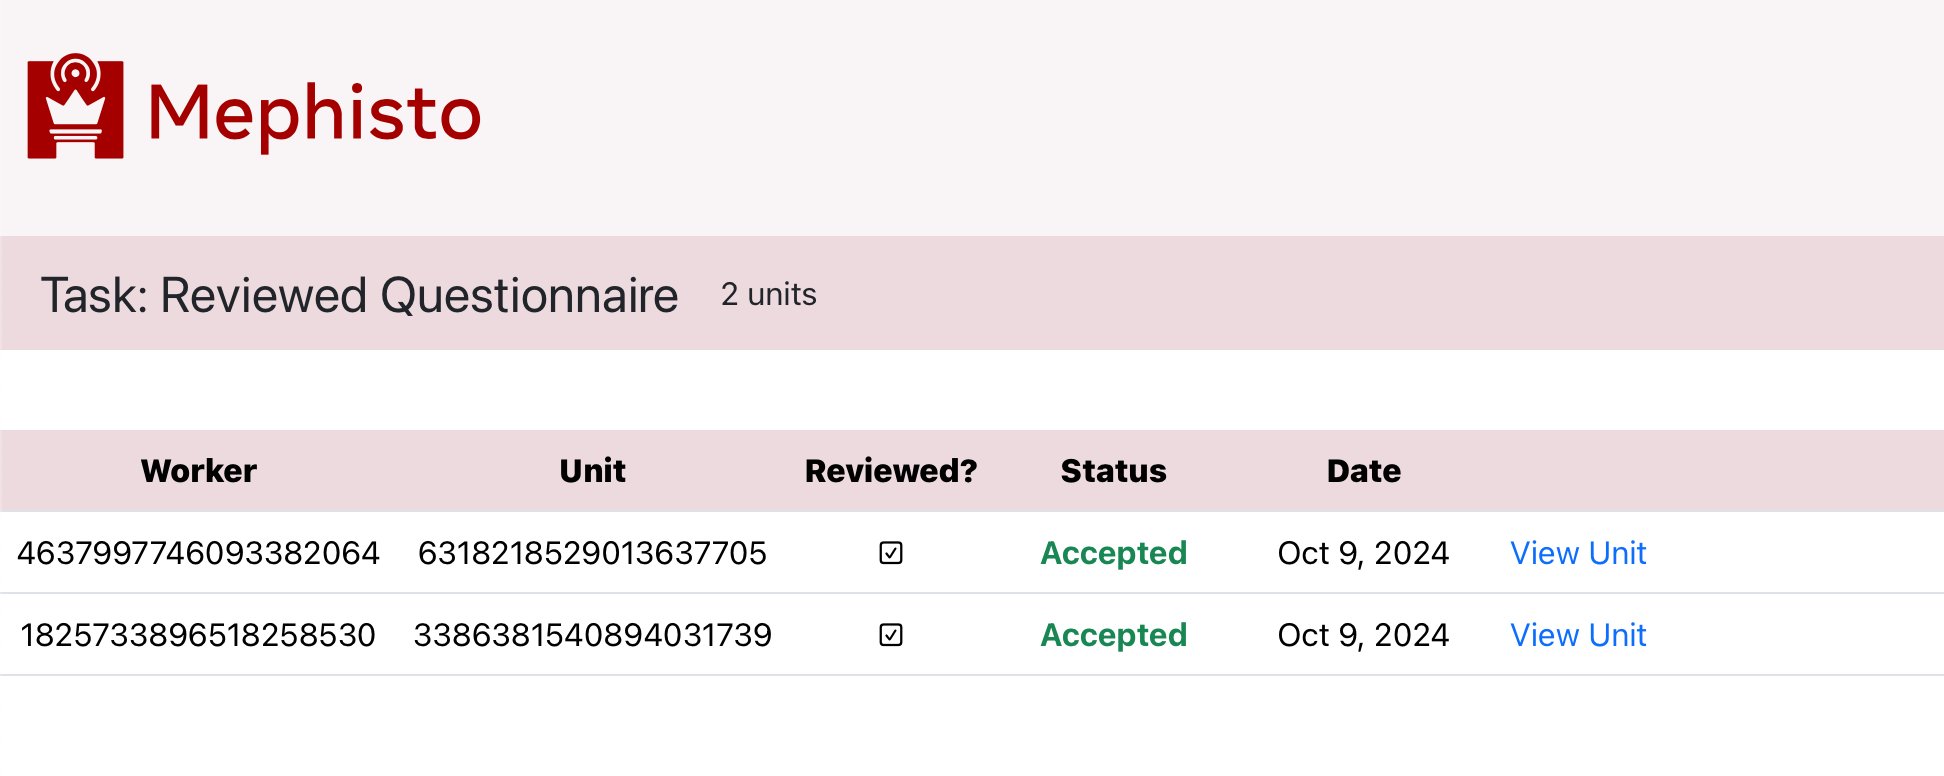 Mephisto
Task: Reviewed Questionnaire 2 units
Worker Unit Reviewed? Status Date
4637997746093382064 6318218529013637705 Accepted Oct 9, 2024 View Unit
1825733896518258530 3386381540894031739 Accepted Oct 9, 2024 View Unit